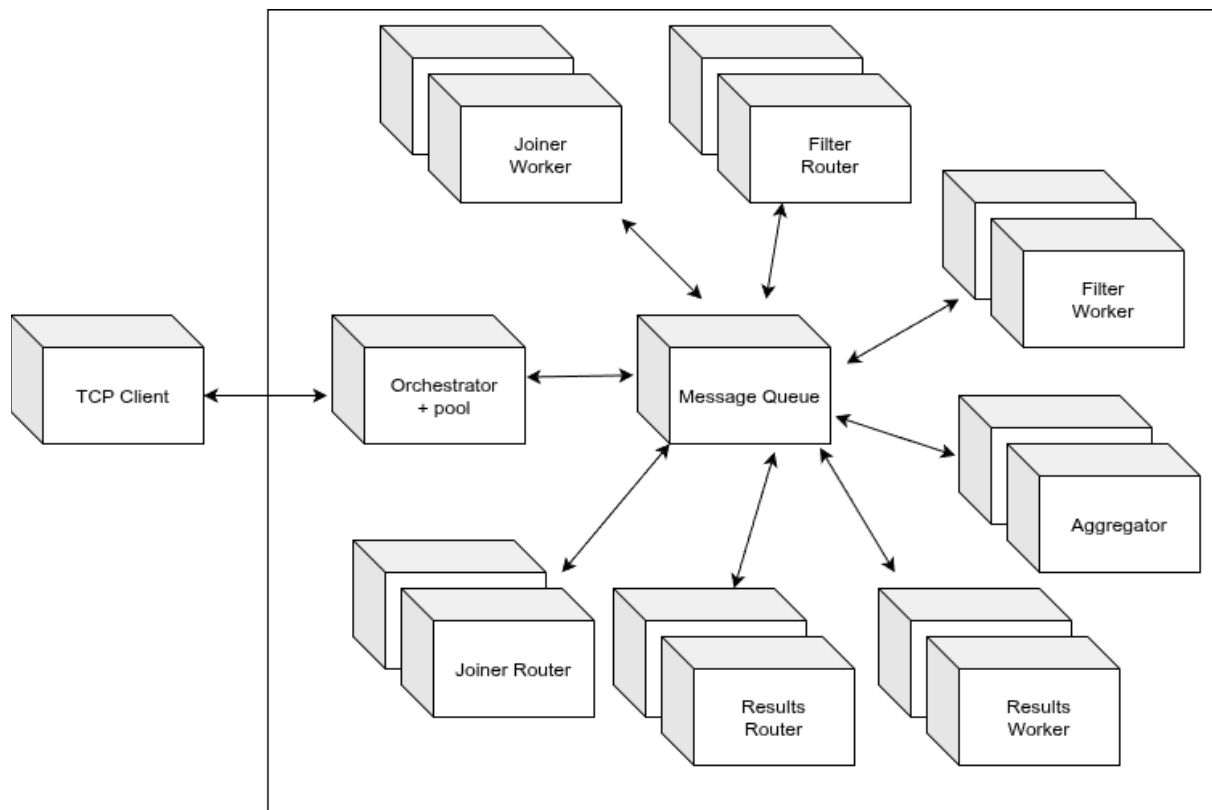 Joiner
Worker
Filter
Router
Filter
Worker
TCP Client
Orchestrator
+ pool
Message Queue
Aggregator
Joiner Router
Results
Router
Results
Worker